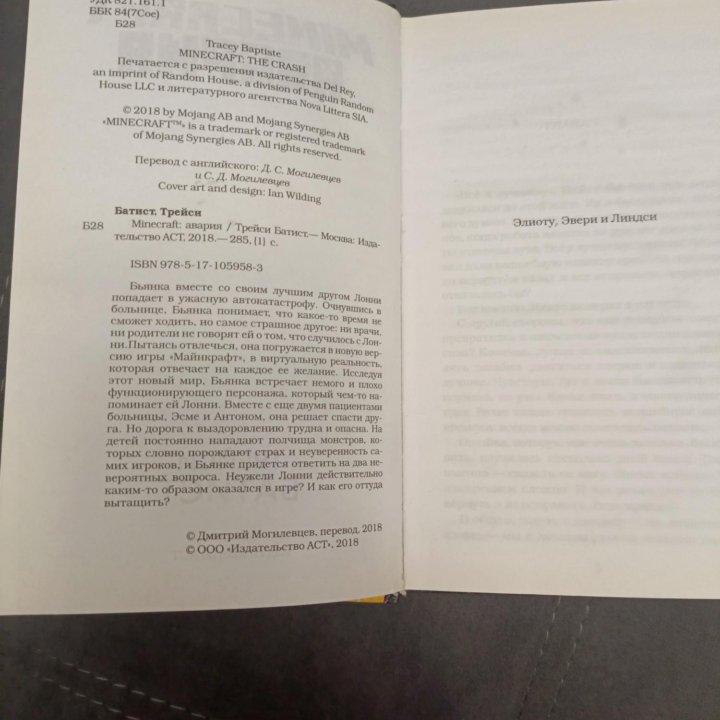 УДК 821.161.1
ББК 84(7Сое)
Б28
Tracey Baptiste
MINECRAFT: THE CRASH
Печатается с разрешения издательства Del Rey,
an imprint of Random House, a division of Penguin Random
House LLC и литературного агентства Nova Littera SIA.
© 2018 by Mojang AB and Mojang Synergies AB
«MINECRAFT™» is a trademark or registered trademark
of Mojang Synergies AB. All rights reserved.
Перевод с английского: Д. С. Могилевцев
и С. Д. Могилевцев
Cover art and design: Ian Wilding
Батист, Трейси
Б28 Minecraft: авария / Трейси Батист.— Москва: Изда-
тельство АСТ, 2018.— 285, {1} с.
ISBN 978-5-17-105958-3
Бьянка вместе со своим лучшим другом Лонни
попадает в ужасную автокатастрофу. Очнувшись в
больнице, Бьянка понимает, что какое-то время не
сможет ходить, но самое страшное другое: ни врачи,
ни родители не говорят ей о том, что случилось с Лон-
ни.Пытаясь отвлечься, она погружается в новую вер-
сию игры «Майнкрафт», в виртуальную реальность,
которая отвечает на каждое ее желание. Исследуя
этот новый мир, Бьянка встречает немого и плохо
функционирующего персонажа, который чем-то на-
поминает ей Лонни. Вместе с еще двумя пациентами
больницы, Эсме и Антоном, она решает спасти дру-
га. Но дорога к выздоровлению трудна и опасна. На
детей постоянно нападают полчища монстров, ко-
торых словно порождают страх и неуверенность са-
мих игроков, и Бьянке придется ответить на два не-
вероятных вопроса. Неужели Лонни действительно
каким-то образом оказался в игре? И как его оттуда
вытащить?
© Дмитрий Могилевцев, перевод, 2018
© ООО «Издательство АСТ», 2018
Элиоту, Эвери и Линдси